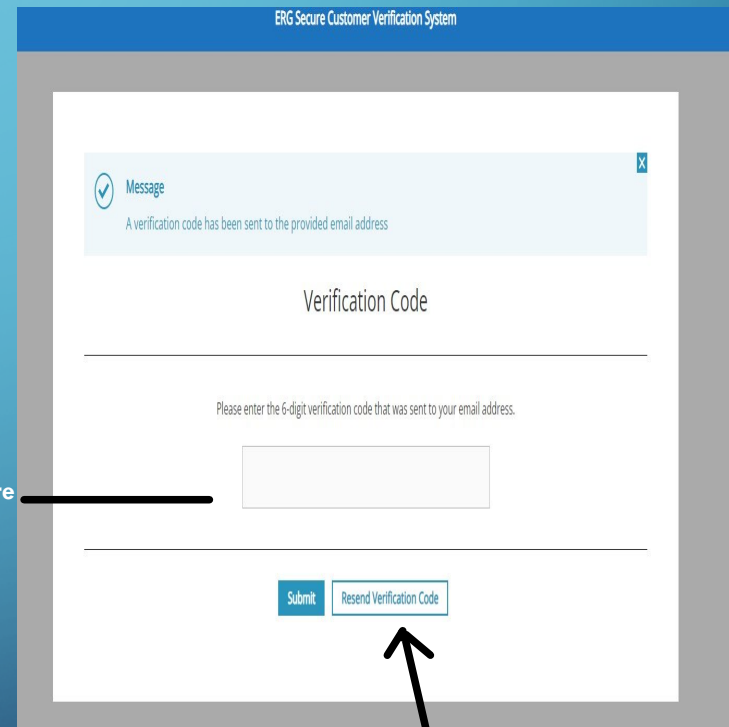 ERG Secure Customer Verification System
X
Message
A verification code has been sent to the provided email address
Verification Code
Please enter the 6-digit verification code that was sent to your email address.
Submit Resend Verification Code